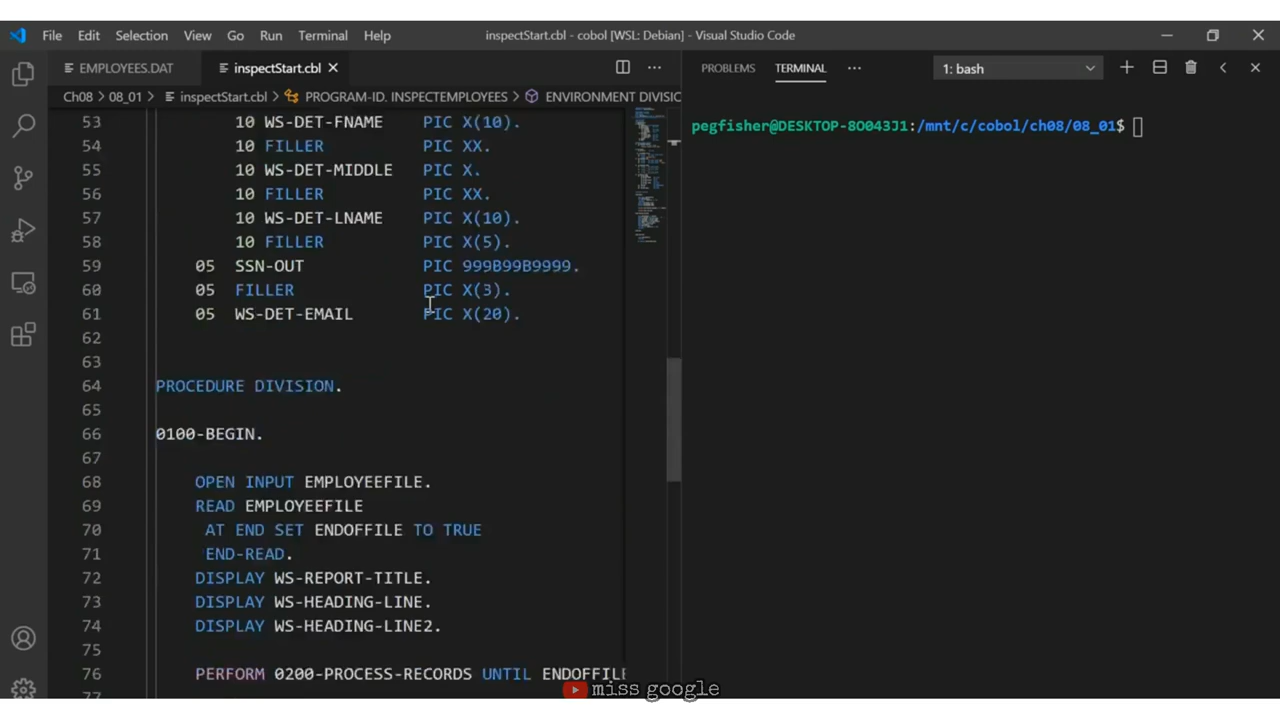 File Edit Selection View Go Run Terminal Help inspectStart.cbl - cobol [WSL: Debian] - Visual Studio Code
EMPLOYEES.DAT inspectStart.cbl
PROBLEMS TERMINAL ··· 1: bash
Ch08 > 08_01 > inspectStart.cbl > PROGRAM-ID. INSPECTEMPLOYEES > ENVIRONMENT DIVISIO
pegfisher@DESKTOP-8O043J1:/mnt/c/cobol/ch08/08_01$
53 10 WS-DET-FNAME PIC X(10).
54 10 FILLER PIC XX.
55 10 WS-DET-MIDDLE PIC X.
56 10 FILLER PIC XX.
57 10 WS-DET-LNAME PIC X(10).
58 10 FILLER PIC X(5).
59 05 SSN-OUT PIC 999B99B9999.
60 05 FILLER PIC X(3).
61 05 WS-DET-EMAIL PIC X(20).
62
63
64 PROCEDURE DIVISION.
65
66 0100-BEGIN.
67
68 OPEN INPUT EMPLOYEEFILE.
69 READ EMPLOYEEFILE
70 AT END SET ENDOFFILE TO TRUE
71 END-READ.
72 DISPLAY WS-REPORT-TITLE.
73 DISPLAY WS-HEADING-LINE.
74 DISPLAY WS-HEADING-LINE2.
75
76 PERFORM 0200-PROCESS-RECORDS UNTIL ENDOFFILE
77
miss google